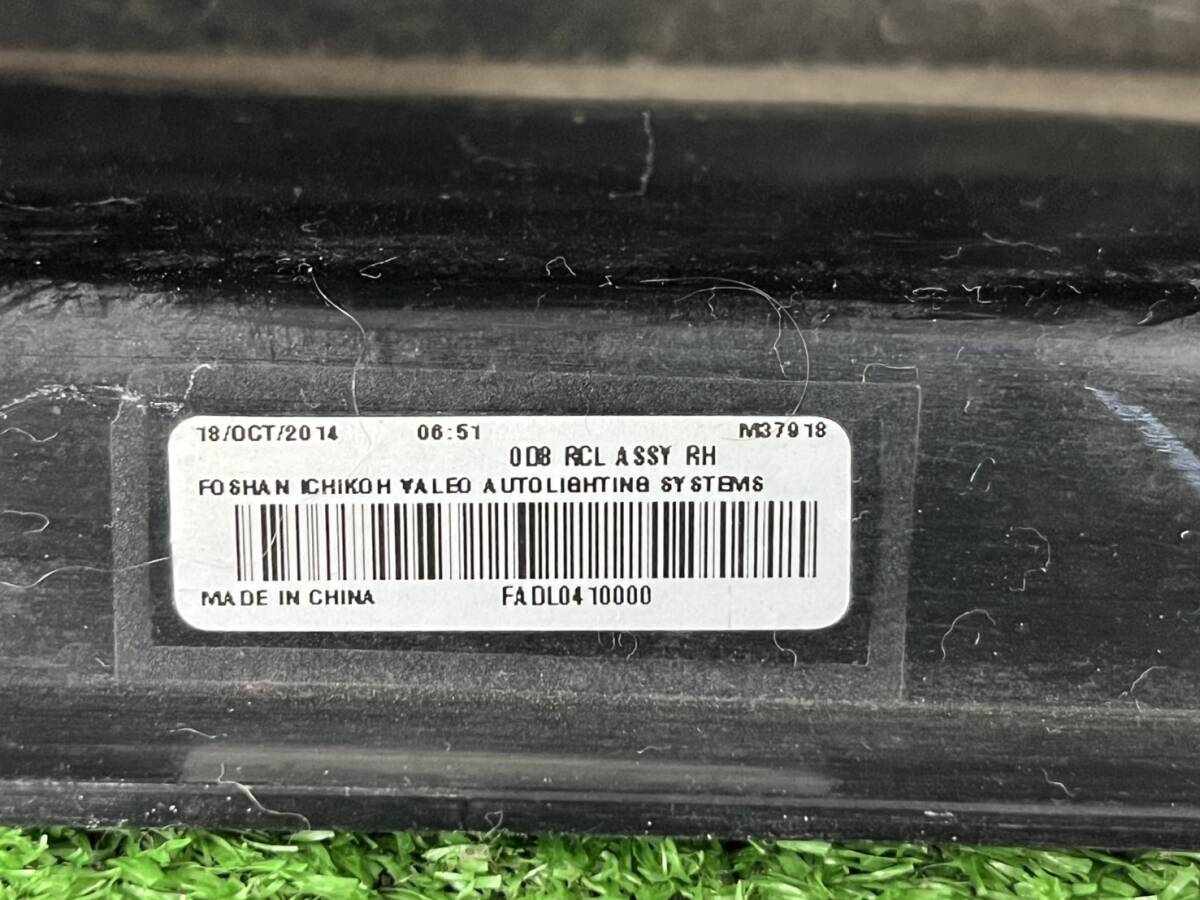 18/OCT/2014 06:51 M37918
0D8 RCL ASSY RH
FOSHAN ICHIKOH VALEO AUTOLIGHTING SYSTEMS
MADE IN CHINA FADL0410000